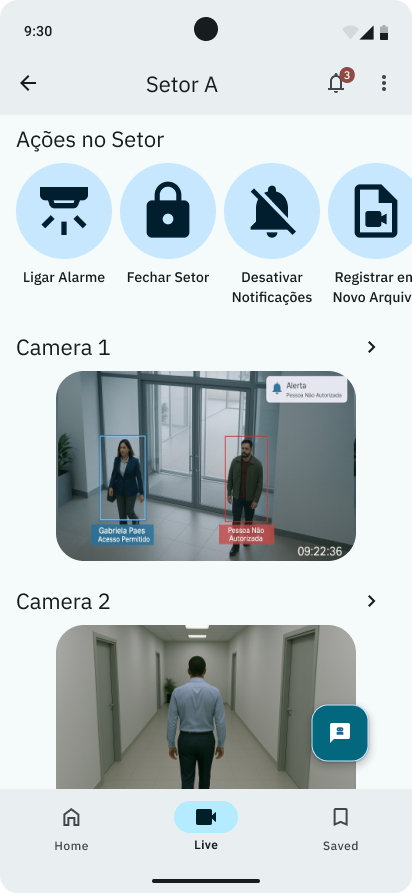 9:30
Setor A
3
Ações no Setor
Ligar Alarme
Fechar Setor
Desativar
Notificações
Registrar em
Novo Arquiv
Camera 1
Alerta
Pessoa Não Autorizada
Gabriela Paes
Acesso Permitido
Pessoa Não
Autorizada
09:22:36
Camera 2
Home
Live
Saved